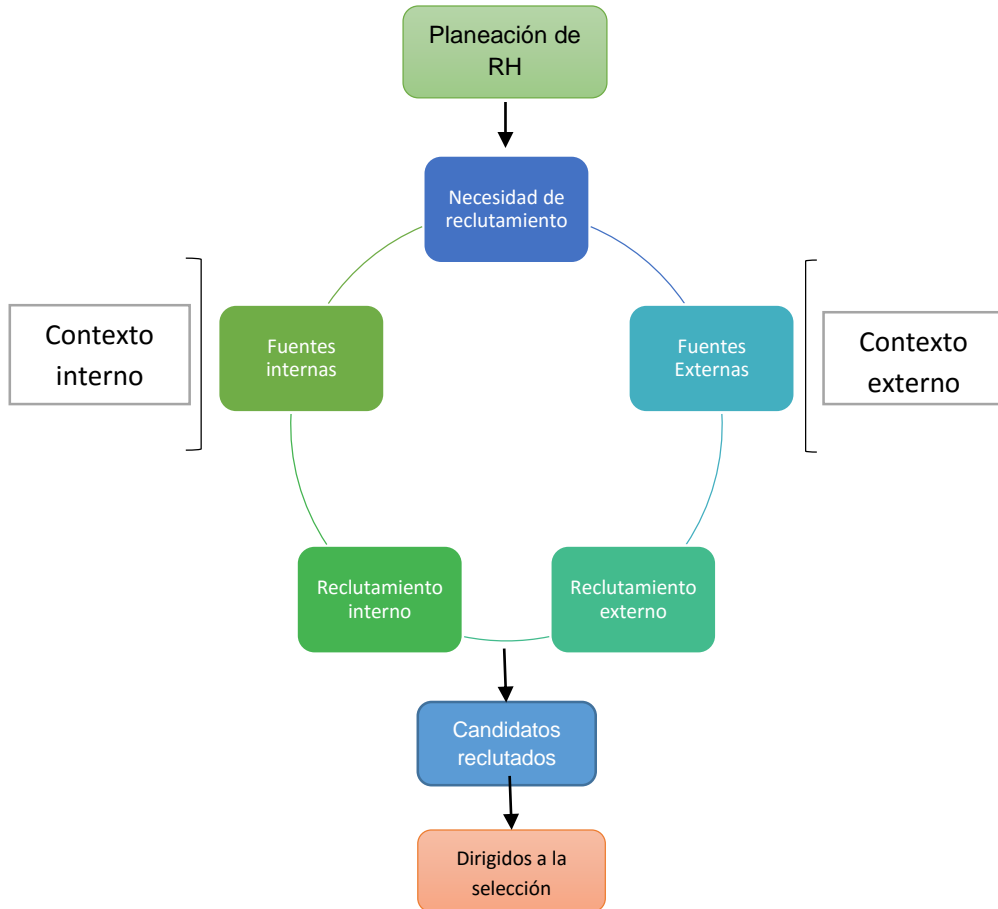 Planeación de
RH
Necesidad de
reclutamiento
Contexto
interno
Fuentes
internas
Fuentes
Externas
Contexto
externo
Reclutamiento
interno
Reclutamiento
externo
Candidatos
reclutados
Dirigidos a la
selección